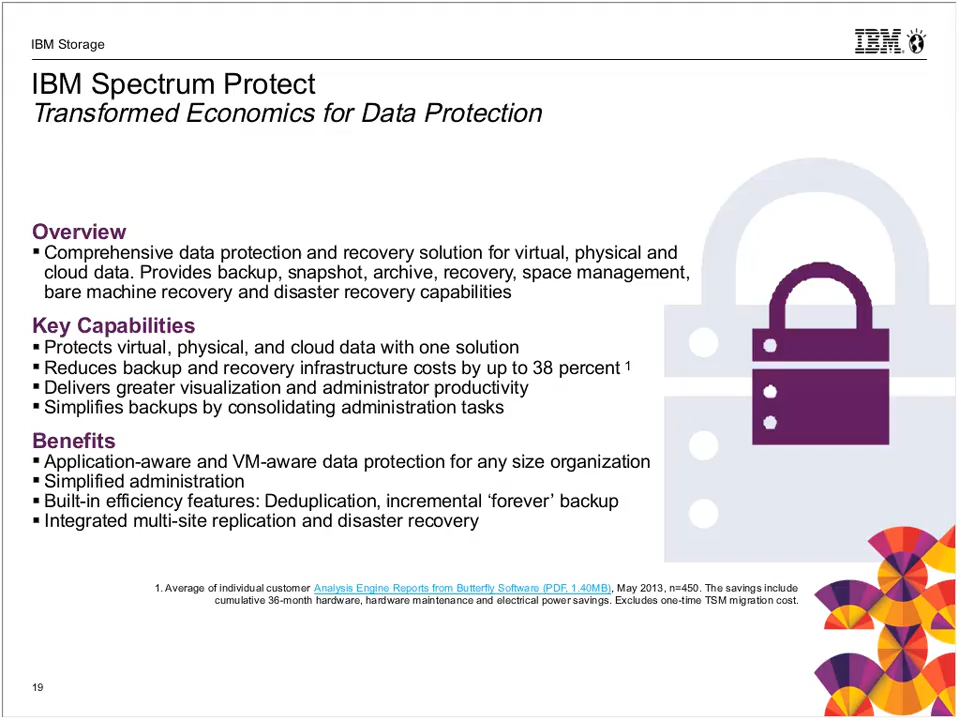 IBM Storage
IBM
IBM Spectrum Protect
Transformed Economics for Data Protection
Overview
▪ Comprehensive data protection and recovery solution for virtual, physical and
cloud data. Provides backup, snapshot, archive, recovery, space management,
bare machine recovery and disaster recovery capabilities
Key Capabilities
▪ Protects virtual, physical, and cloud data with one solution
▪ Reduces backup and recovery infrastructure costs by up to 38 percent 1
▪ Delivers greater visualization and administrator productivity
▪ Simplifies backups by consolidating administration tasks
Benefits
▪ Application-aware and VM-aware data protection for any size organization
▪ Simplified administration
▪ Built-in efficiency features: Deduplication, incremental ‘forever’ backup
▪ Integrated multi-site replication and disaster recovery
1. Average of individual customer Analysis Engine Reports from Butterfly Software (PDF, 1.40MB), May 2013, n=450. The savings include
cumulative 36-month hardware, hardware maintenance and electrical power savings. Excludes one-time TSM migration cost.
19